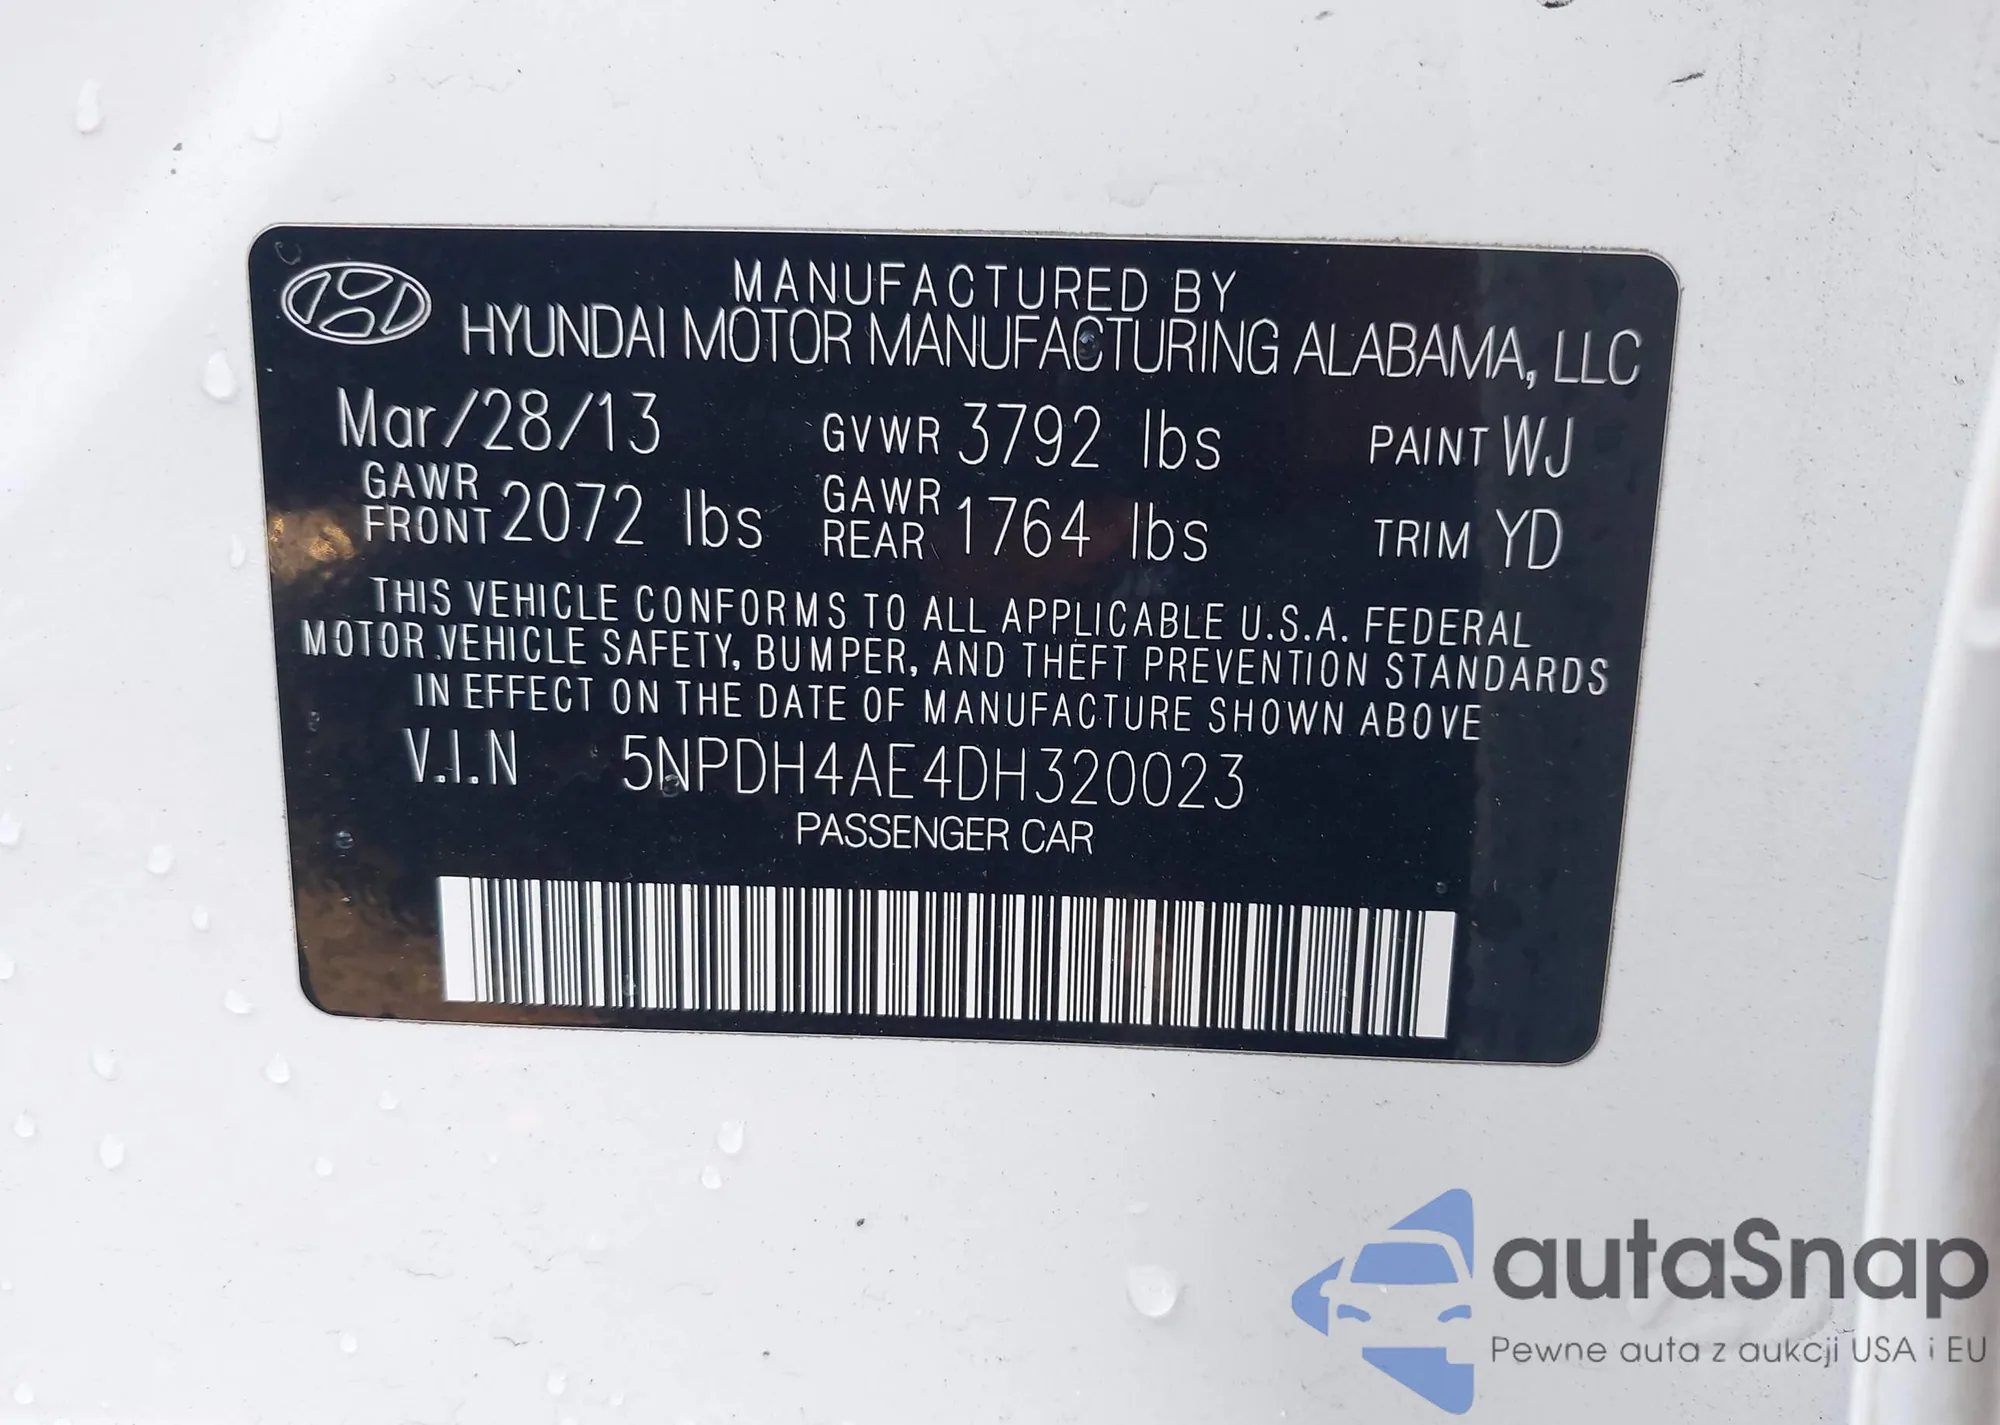 MANUFACTURED BY
HYUNDAI MOTOR MANUFACTURING ALABAMA, LLC
Mar/28/13 GVWR 3792 lbs PAINT WJ
GAWR FRONT 2072 lbs GAWR REAR 1764 lbs TRIM YD
THIS VEHICLE CONFORMS TO ALL APPLICABLE U.S.A. FEDERAL
MOTOR VEHICLE SAFETY, BUMPER, AND THEFT PREVENTION STANDARDS
IN EFFECT ON THE DATE OF MANUFACTURE SHOWN ABOVE
V.I.N 5NPDH4AE4DH320023
PASSENGER CAR
autaSnap
Pewne auta z aukcji USA i EU